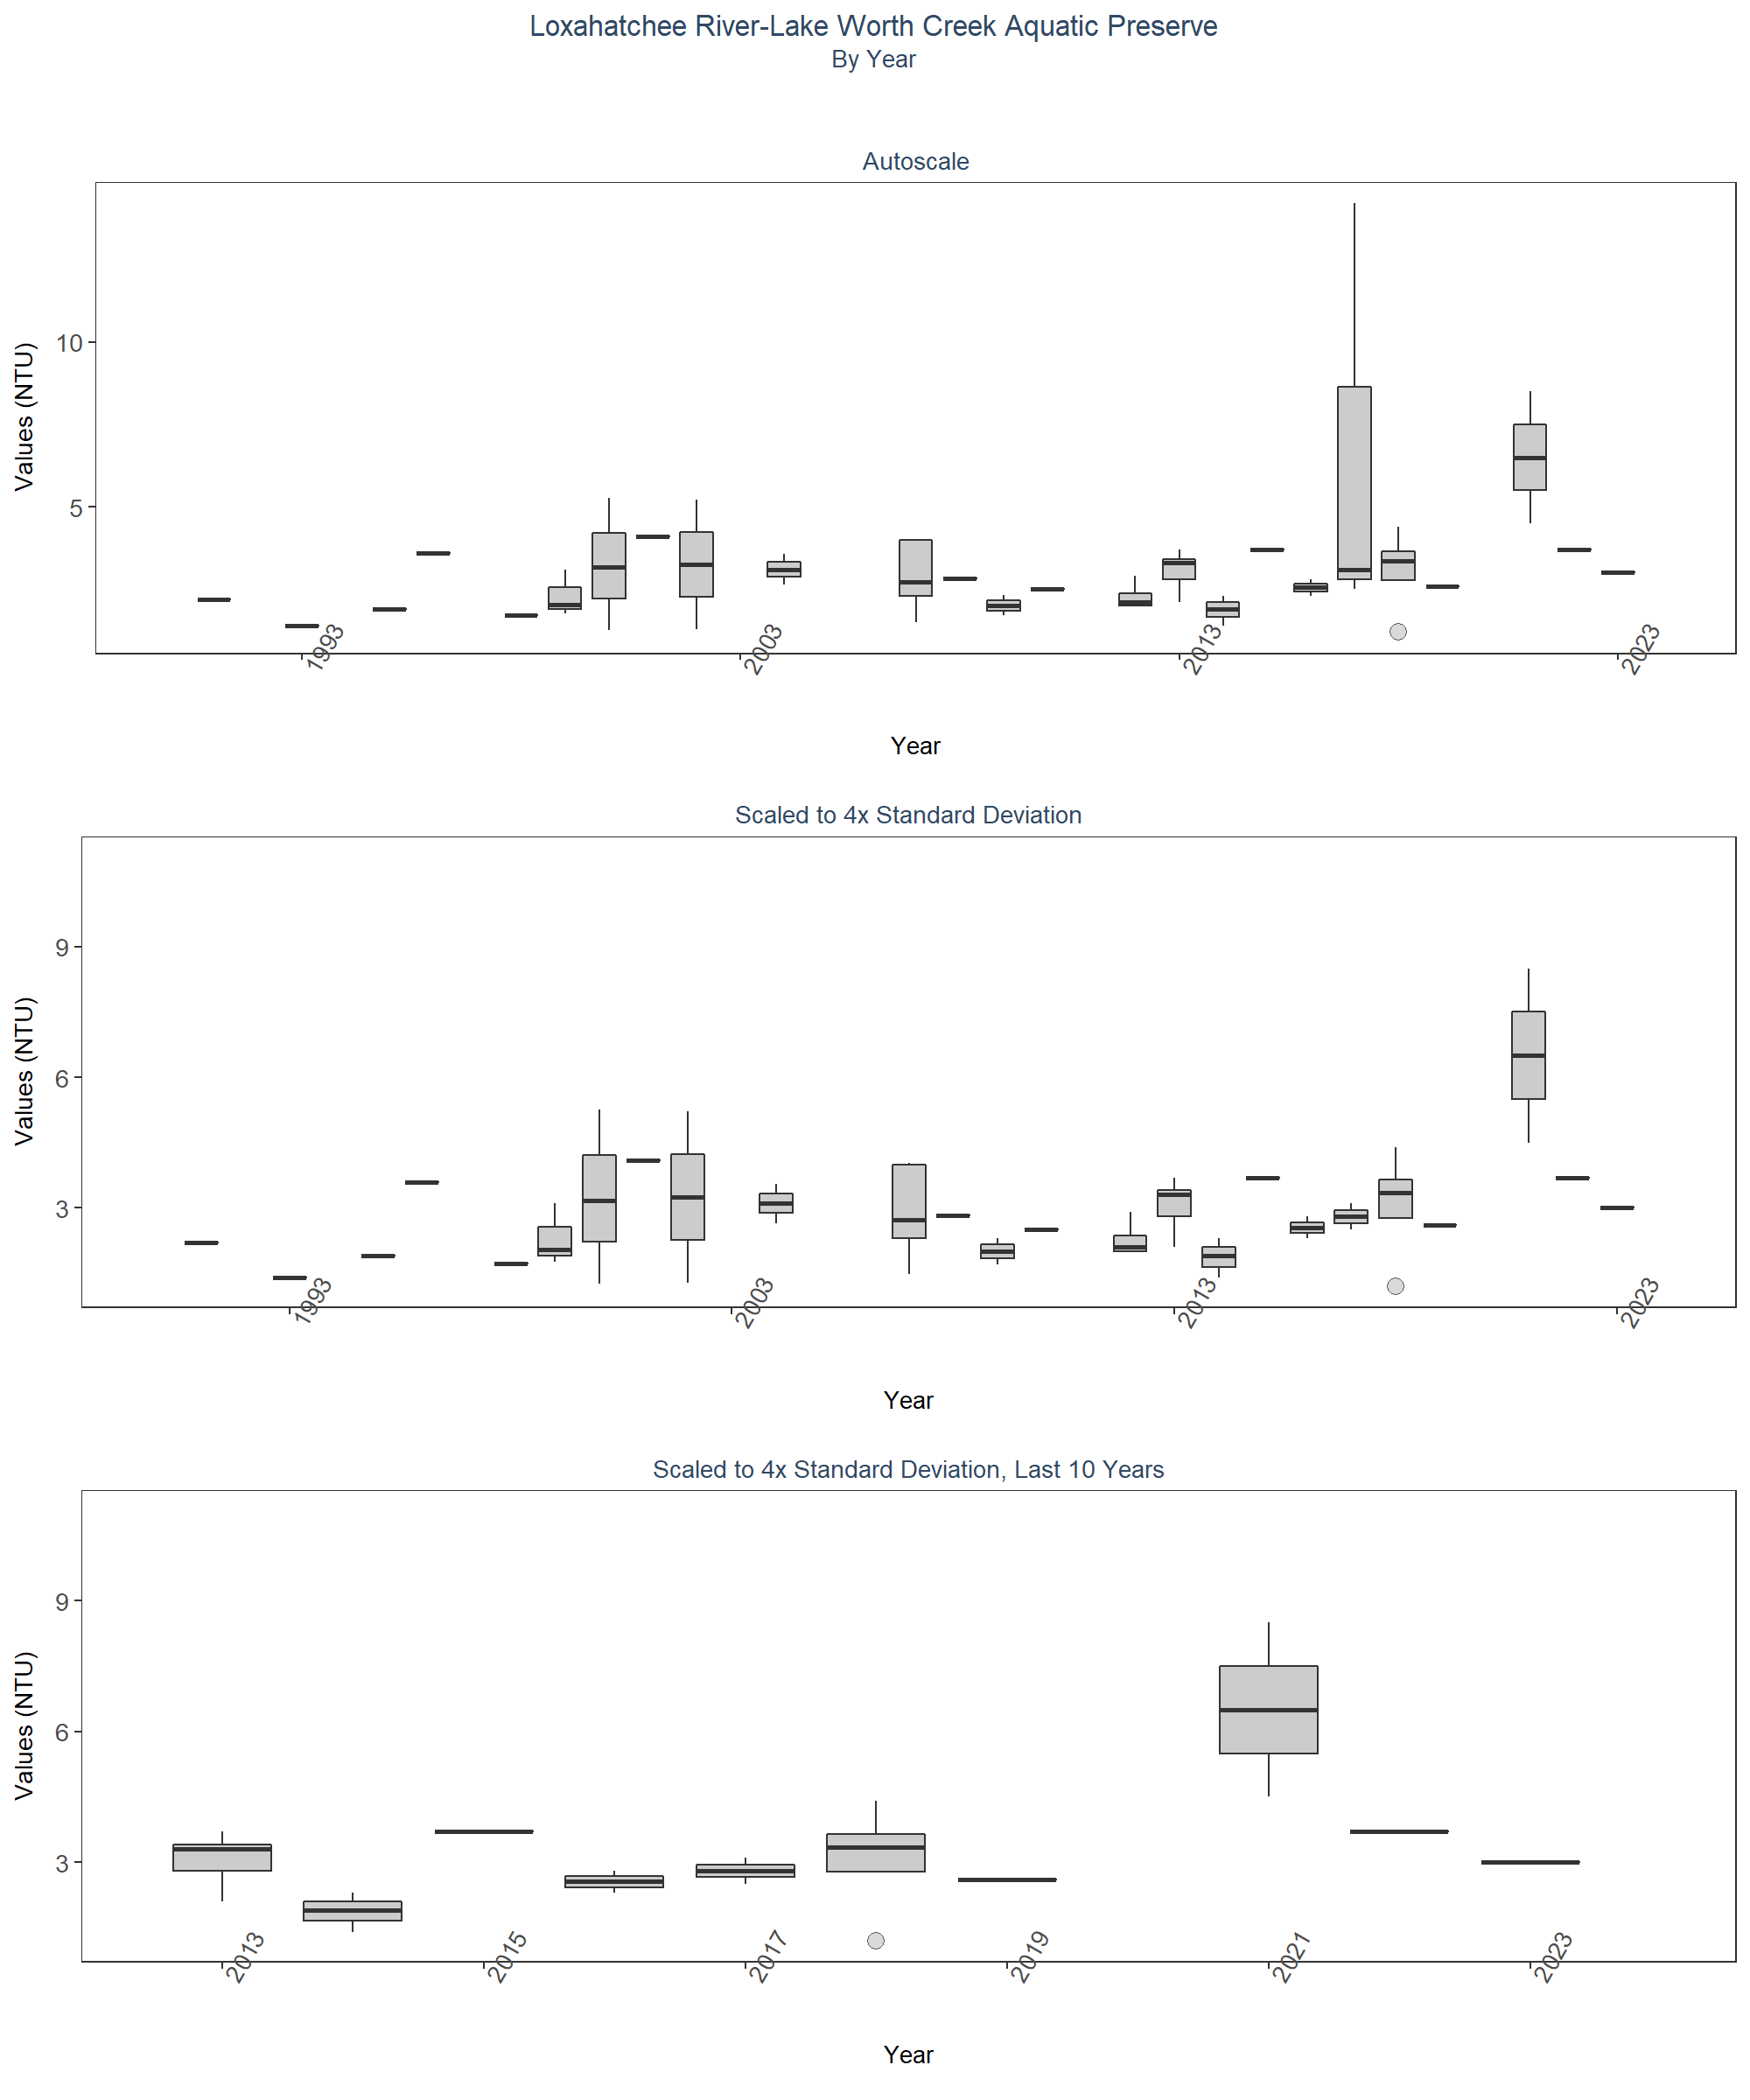 Loxahatchee River-Lake Worth Creek Aquatic Preserve
By Year
Autoscale
Values (NTU)
10
5
1993
2003
2013
2023
Year
Scaled to 4x Standard Deviation
Values (NTU)
9
6
3
1993
2003
2013
2023
Year
Scaled to 4x Standard Deviation, Last 10 Years
Values (NTU)
9
6
3
2013
2015
2017
2019
2021
2023
Year